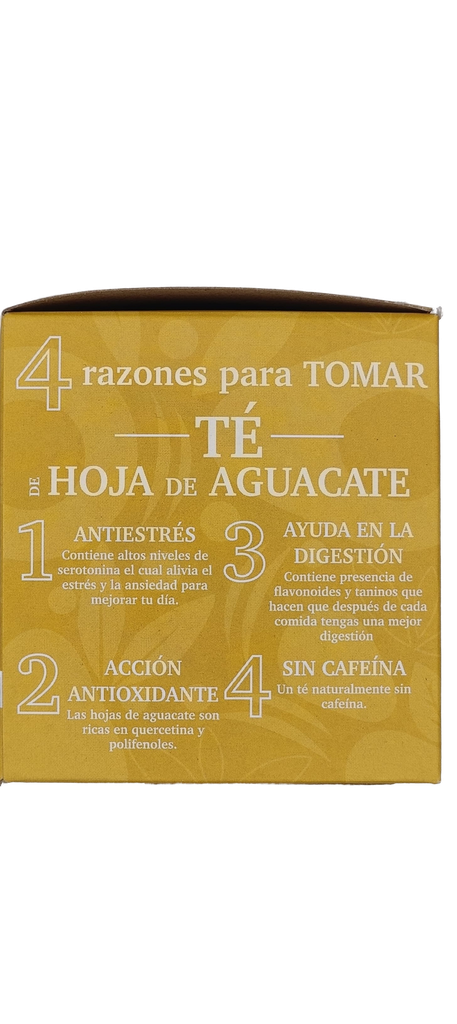 4 razones para TOMAR
TÉ
DE HOJA DE AGUACATE
1 ANTIESTRÉS
Contiene altos niveles de
serotonina el cual alivia el
estrés y la ansiedad para
mejorar tu día.
2 ACCIÓN
ANTIOXIDANTE
Las hojas de aguacate son
ricas en quercetina y
polifenoles.
3 AYUDA EN LA
DIGESTIÓN
Contiene presencia de
flavonoides y taninos que
hacen que después de cada
comida tengas una mejor
digestión
4 SIN CAFEÍNA
Un té naturalmente sin
cafeína.